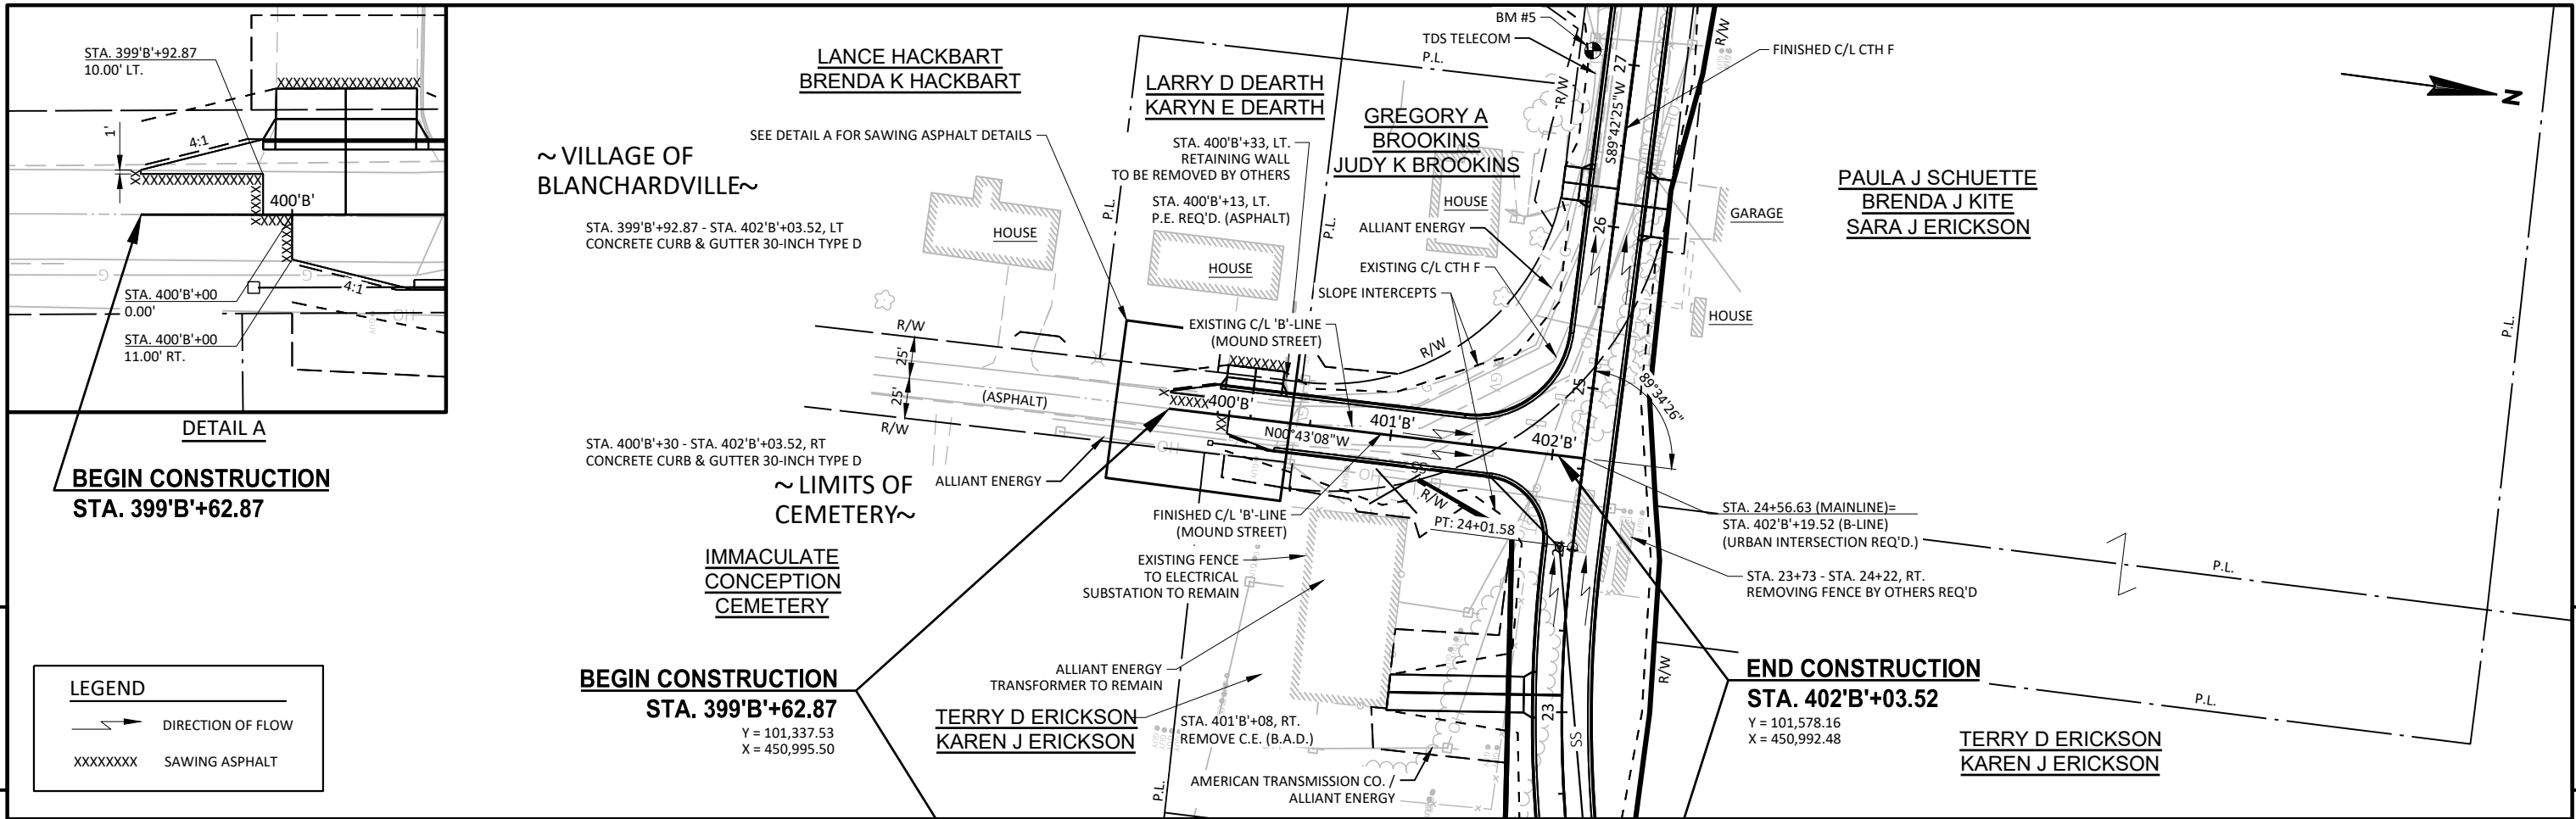 STA. 399'B'+92.87
10.00' LT.
1'
4:1
400'B'
STA. 400'B'+00
0.00'
4:1
STA. 400'B'+00
11.00' RT.
G
G
OH
GUY
DETAIL A
BEGIN CONSTRUCTION
STA. 399'B'+62.87
LEGEND
DIRECTION OF FLOW
XXXXXXXX SAWING ASPHALT
LANCE HACKBART
BRENDA K HACKBART
~ VILLAGE OF
BLANCHARDVILLE~
SEE DETAIL A FOR SAWING ASPHALT DETAILS
STA. 399'B'+92.87 - STA. 402'B'+03.52, LT
CONCRETE CURB & GUTTER 30-INCH TYPE D
STA. 400'B'+30 - STA. 402'B'+03.52, RT
CONCRETE CURB & GUTTER 30-INCH TYPE D
~ LIMITS OF
CEMETERY~
IMMACULATE
CONCEPTION
CEMETERY
BEGIN CONSTRUCTION
STA. 399'B'+62.87
Y = 101,337.53
X = 450,995.50
LARRY D DEARTH
KARYN E DEARTH
STA. 400'B'+33, LT.
RETAINING WALL
TO BE REMOVED BY OTHERS
STA. 400'B'+13, LT.
P.E. REQ'D. (ASPHALT)
GREGORY A
BROOKINS
JUDY K BROOKINS
HOUSE
HOUSE
HOUSE
P.L.
P.L.
P.L.
R/W
R/W
25'
25'
(ASPHALT)
R/W
R/W
BM #5
TDS TELECOM
ALLIANT ENERGY
EXISTING C/L CTH F
SLOPE INTERCEPTS
EXISTING C/L 'B'-LINE
(MOUND STREET)
XXXXXXX
XXXXX
400'B'
401'B'
402'B'
N00°43'08"W
ALLIANT ENERGY
FINISHED C/L 'B'-LINE
(MOUND STREET)
EXISTING FENCE
TO ELECTRICAL
SUBSTATION TO REMAIN
ALLIANT ENERGY
TRANSFORMER TO REMAIN
TERRY D ERICKSON
KAREN J ERICKSON
STA. 401'B'+08, RT.
REMOVE C.E. (B.A.D.)
AMERICAN TRANSMISSION CO. /
ALLIANT ENERGY
P.L.
SS
R/W
PT: 24+01.58
S89°42'25"W
27
26
25
24
23
SS
89°34'26"
R/W
R/W
FINISHED C/L CTH F
GARAGE
HOUSE
PAULA J SCHUETTE
BRENDA J KITE
SARA J ERICKSON
N
P.L.
P.L.
P.L.
STA. 24+56.63 (MAINLINE)=
STA. 402'B'+19.52 (B-LINE)
(URBAN INTERSECTION REQ'D.)
STA. 23+73 - STA. 24+22, RT.
REMOVING FENCE BY OTHERS REQ'D
END CONSTRUCTION
STA. 402'B'+03.52
Y = 101,578.16
X = 450,992.48
TERRY D ERICKSON
KAREN J ERICKSON